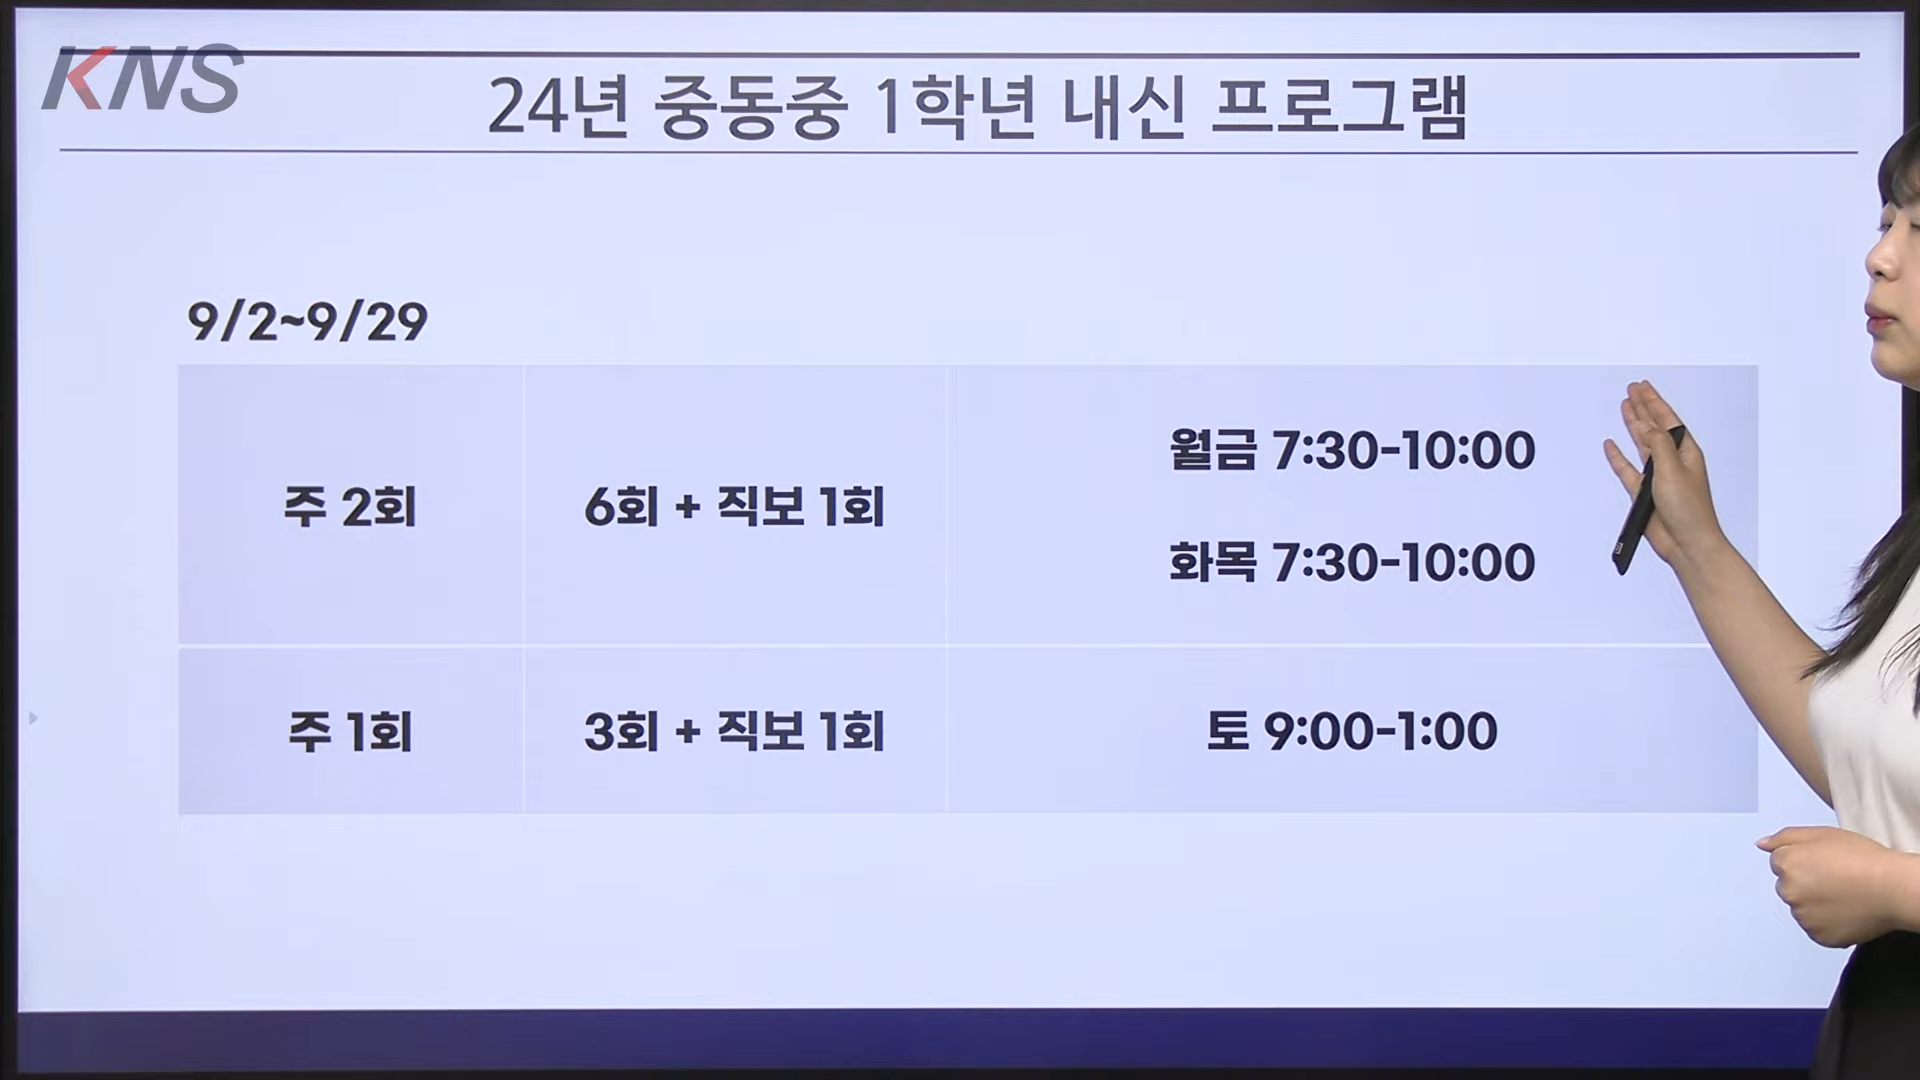 KNS
24년 중동중 1학년 내신 프로그램
9/2~9/29
주 2회
6회 + 직보 1회
월금 7:30-10:00
화목 7:30-10:00
주 1회
3회 + 직보 1회
토 9:00-1:00